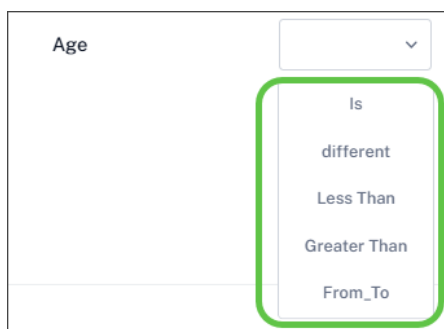 Age
Is
different
Less Than
Greater Than
From_To